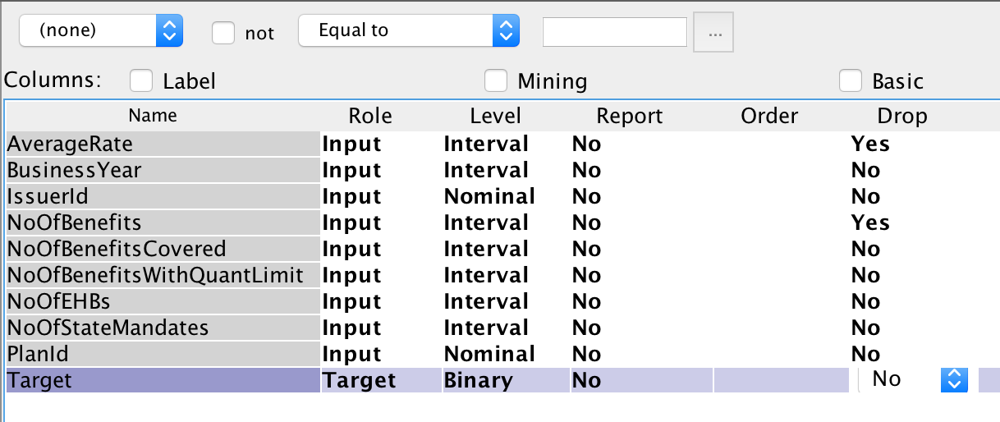 (none) not Equal to ...
Columns: Label Mining Basic
Name Role Level Report Order Drop
AverageRate Input Interval No Yes
BusinessYear Input Interval No No
IssuerId Input Nominal No No
NoOfBenefits Input Interval No Yes
NoOfBenefitsCovered Input Interval No No
NoOfBenefitsWithQuantLimit Input Interval No No
NoOfEHBs Input Interval No No
NoOfStateMandates Input Interval No No
PlanId Input Nominal No No
Target Target Binary No No